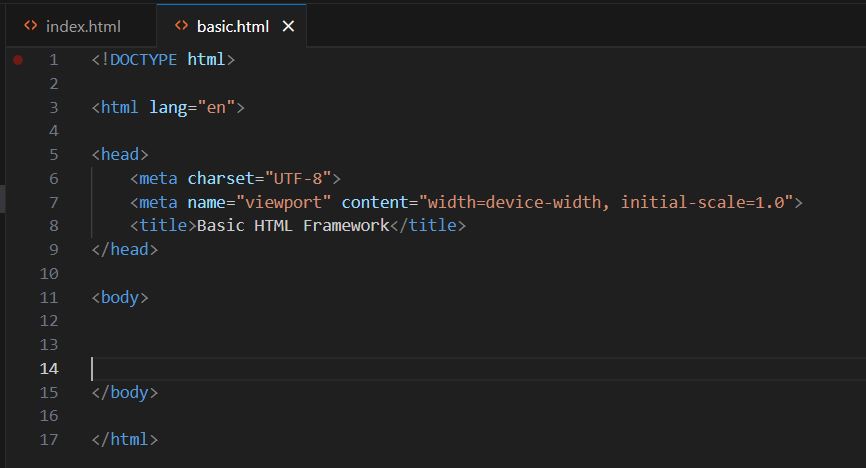 index.html basic.html
1 <!DOCTYPE html>
2
3 <html lang="en">
4
5 <head>
6     <meta charset="UTF-8">
7     <meta name="viewport" content="width=device-width, initial-scale=1.0">
8     <title>Basic HTML Framework</title>
9 </head>
10
11 <body>
12
13
14
15 </body>
16
17 </html>